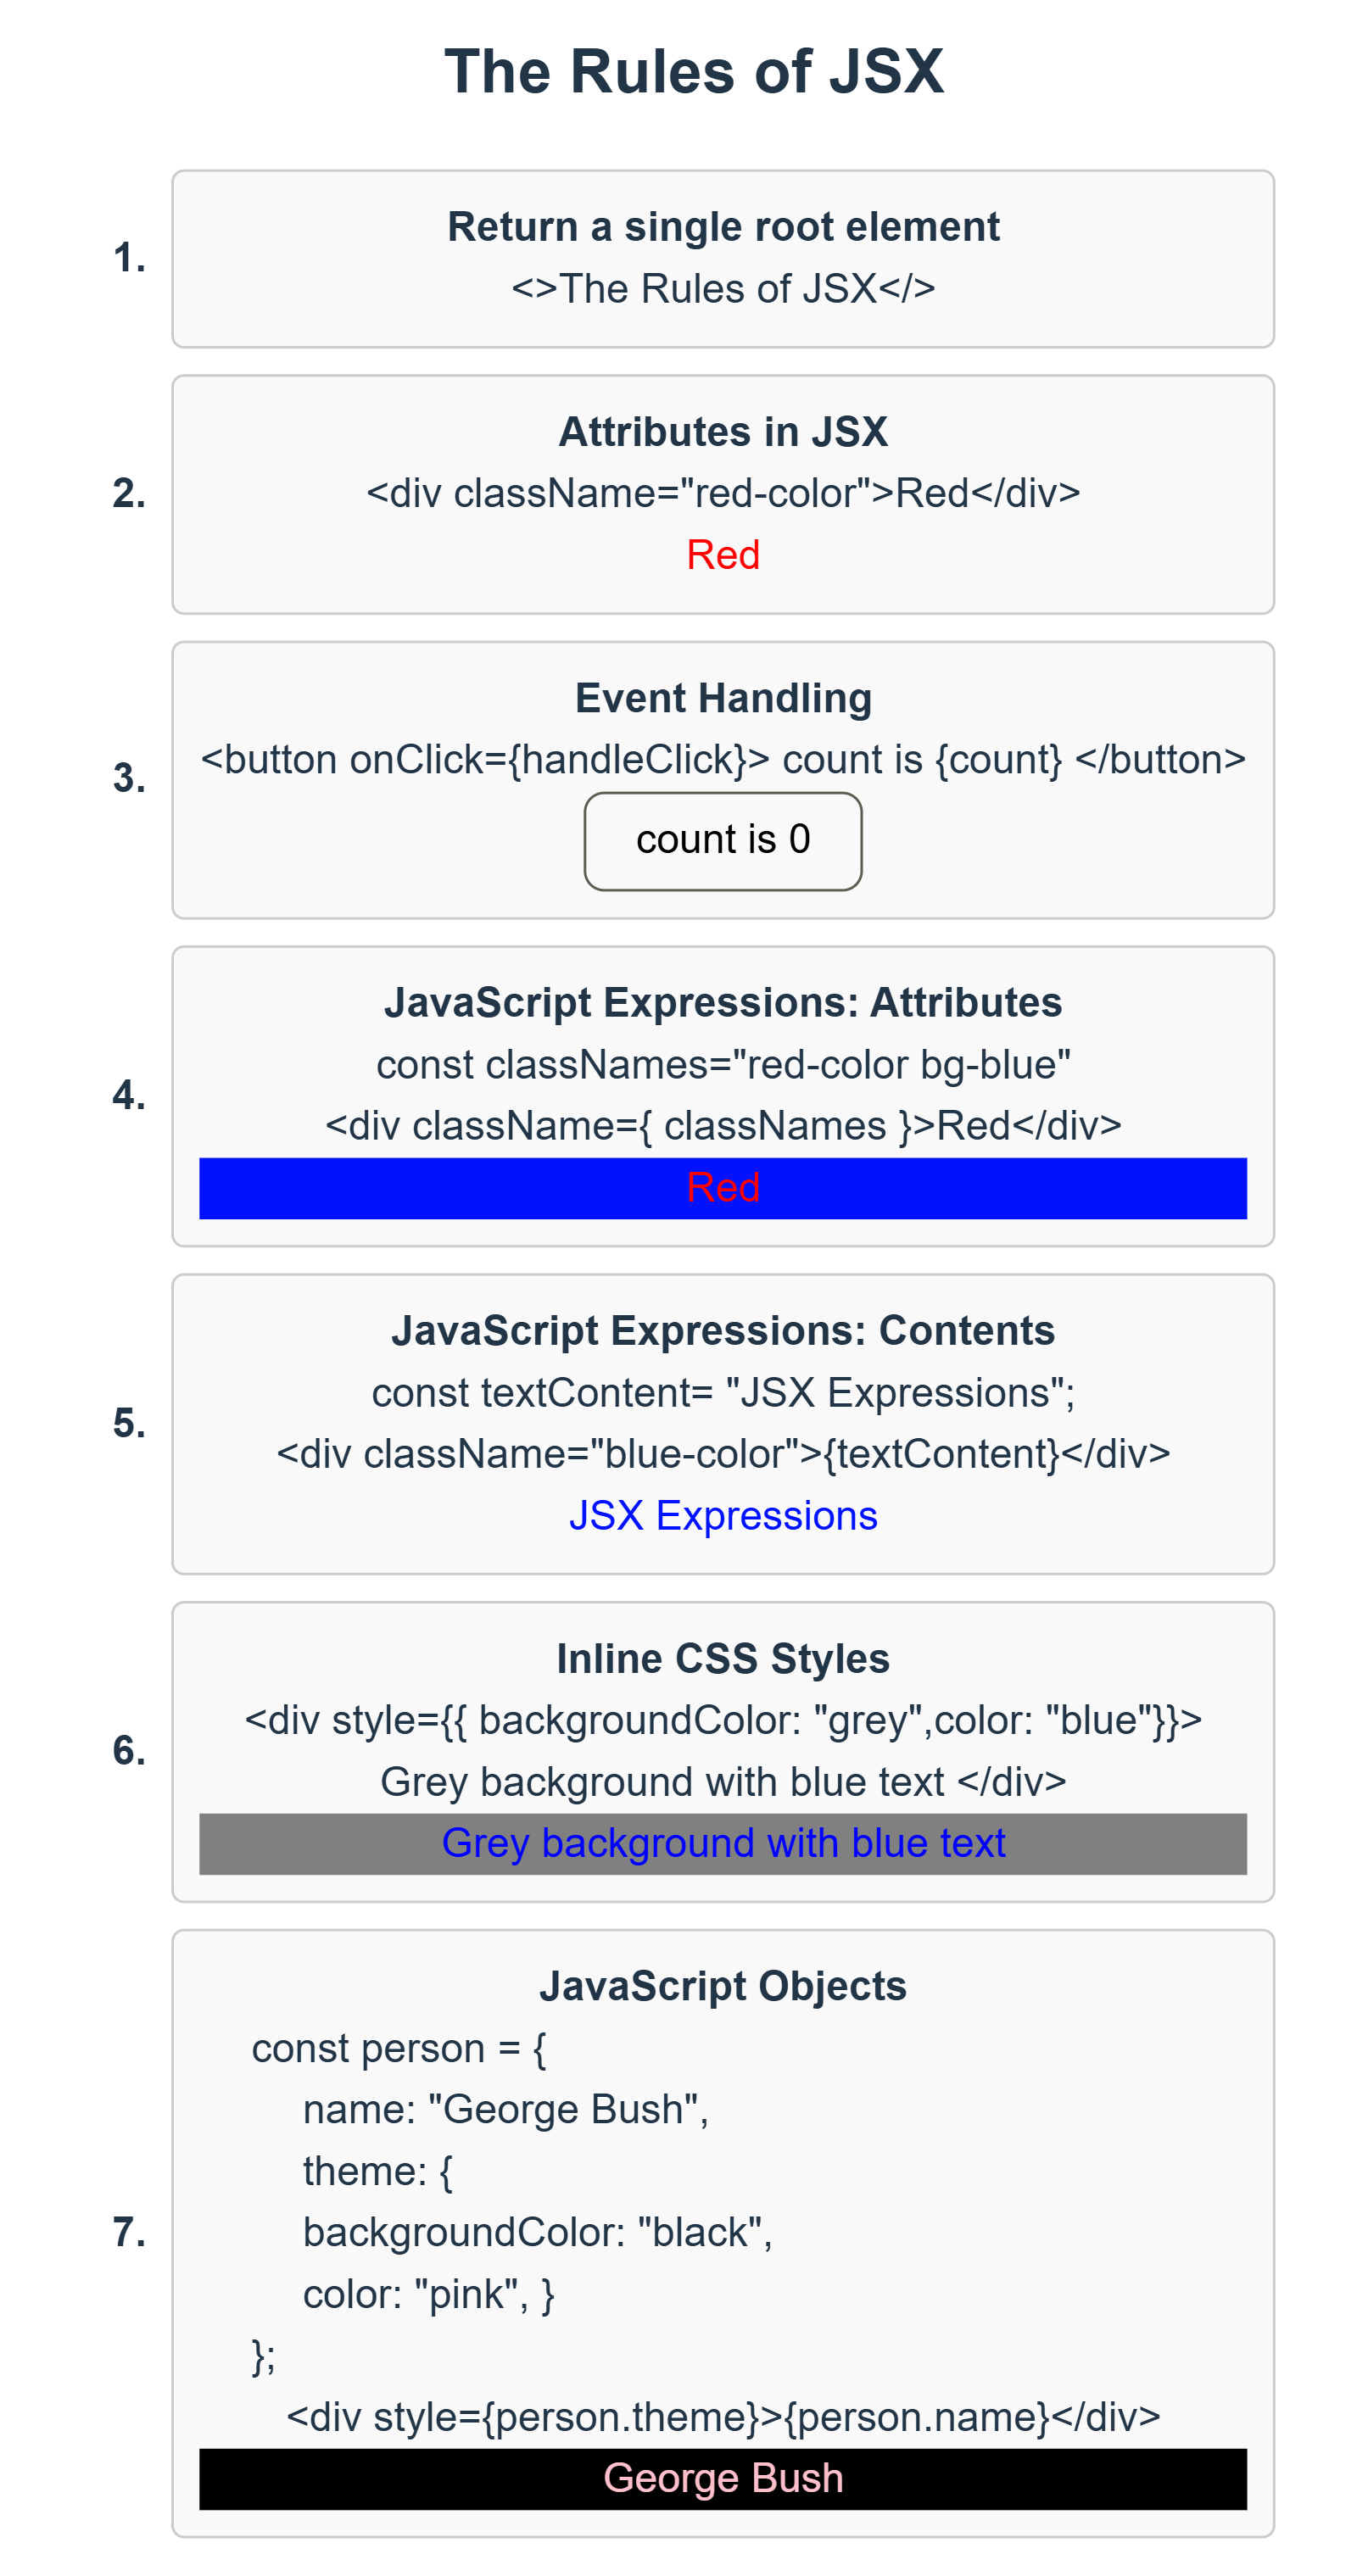 The Rules of JSX
1.
Return a single root element
<>The Rules of JSX</>
2.
Attributes in JSX
<div className="red-color">Red</div>
Red
3.
Event Handling
<button onClick={handleClick}> count is {count} </button>
count is 0
4.
JavaScript Expressions: Attributes
const classNames="red-color bg-blue"
<div className={ classNames }>Red</div>
Red
5.
JavaScript Expressions: Contents
const textContent= "JSX Expressions";
<div className="blue-color">{textContent}</div>
JSX Expressions
6.
Inline CSS Styles
<div style={{ backgroundColor: "grey",color: "blue"}}>
Grey background with blue text </div>
Grey background with blue text
7.
JavaScript Objects
const person = {
name: "George Bush",
theme: {
backgroundColor: "black",
color: "pink", }
};
<div style={person.theme}>{person.name}</div>
George Bush